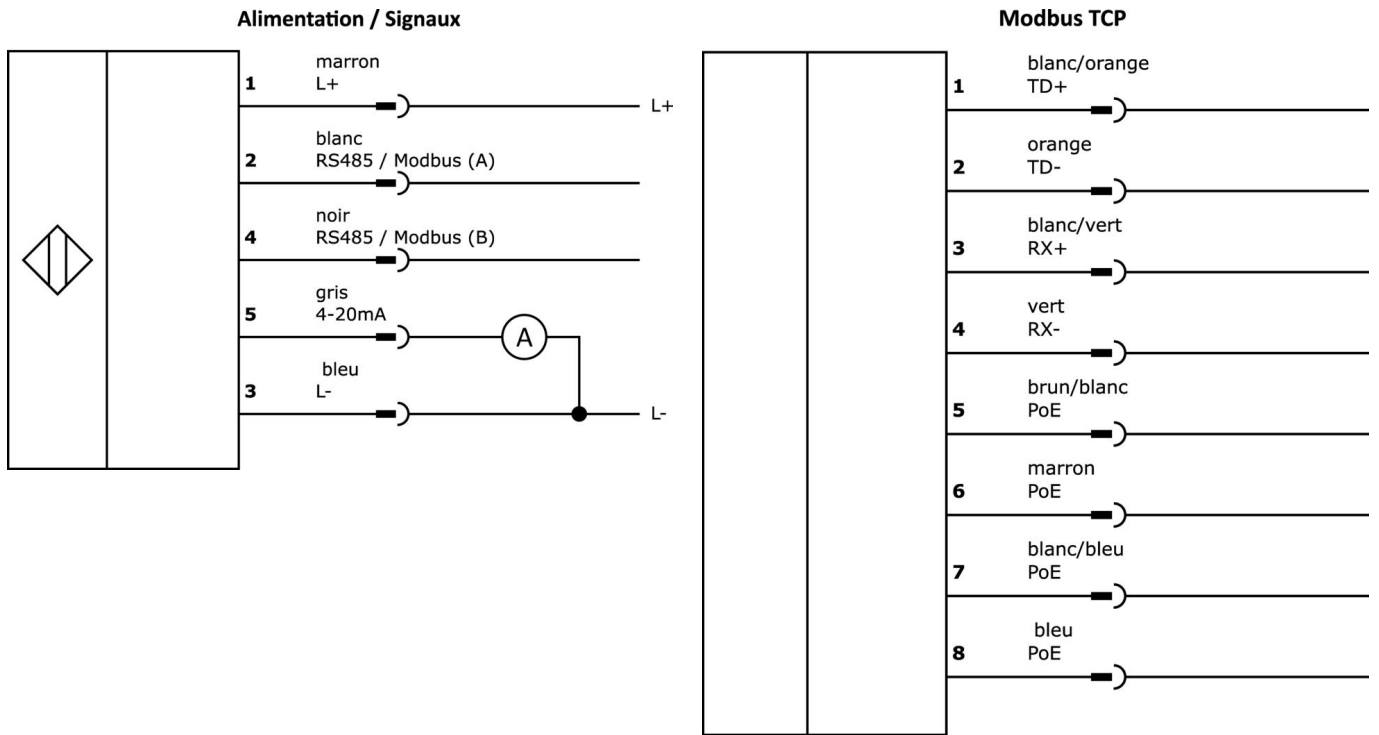 Alimentation / Signaux
marron
1 L+
L+
blanc
2 RS485 / Modbus (A)
noir
4 RS485 / Modbus (B)
gris
5 4-20mA
A
bleu
3 L-
L-
Modbus TCP
blanc/orange
1 TD+
orange
2 TD-
blanc/vert
3 RX+
vert
4 RX-
brun/blanc
5 PoE
marron
6 PoE
blanc/bleu
7 PoE
bleu
8 PoE